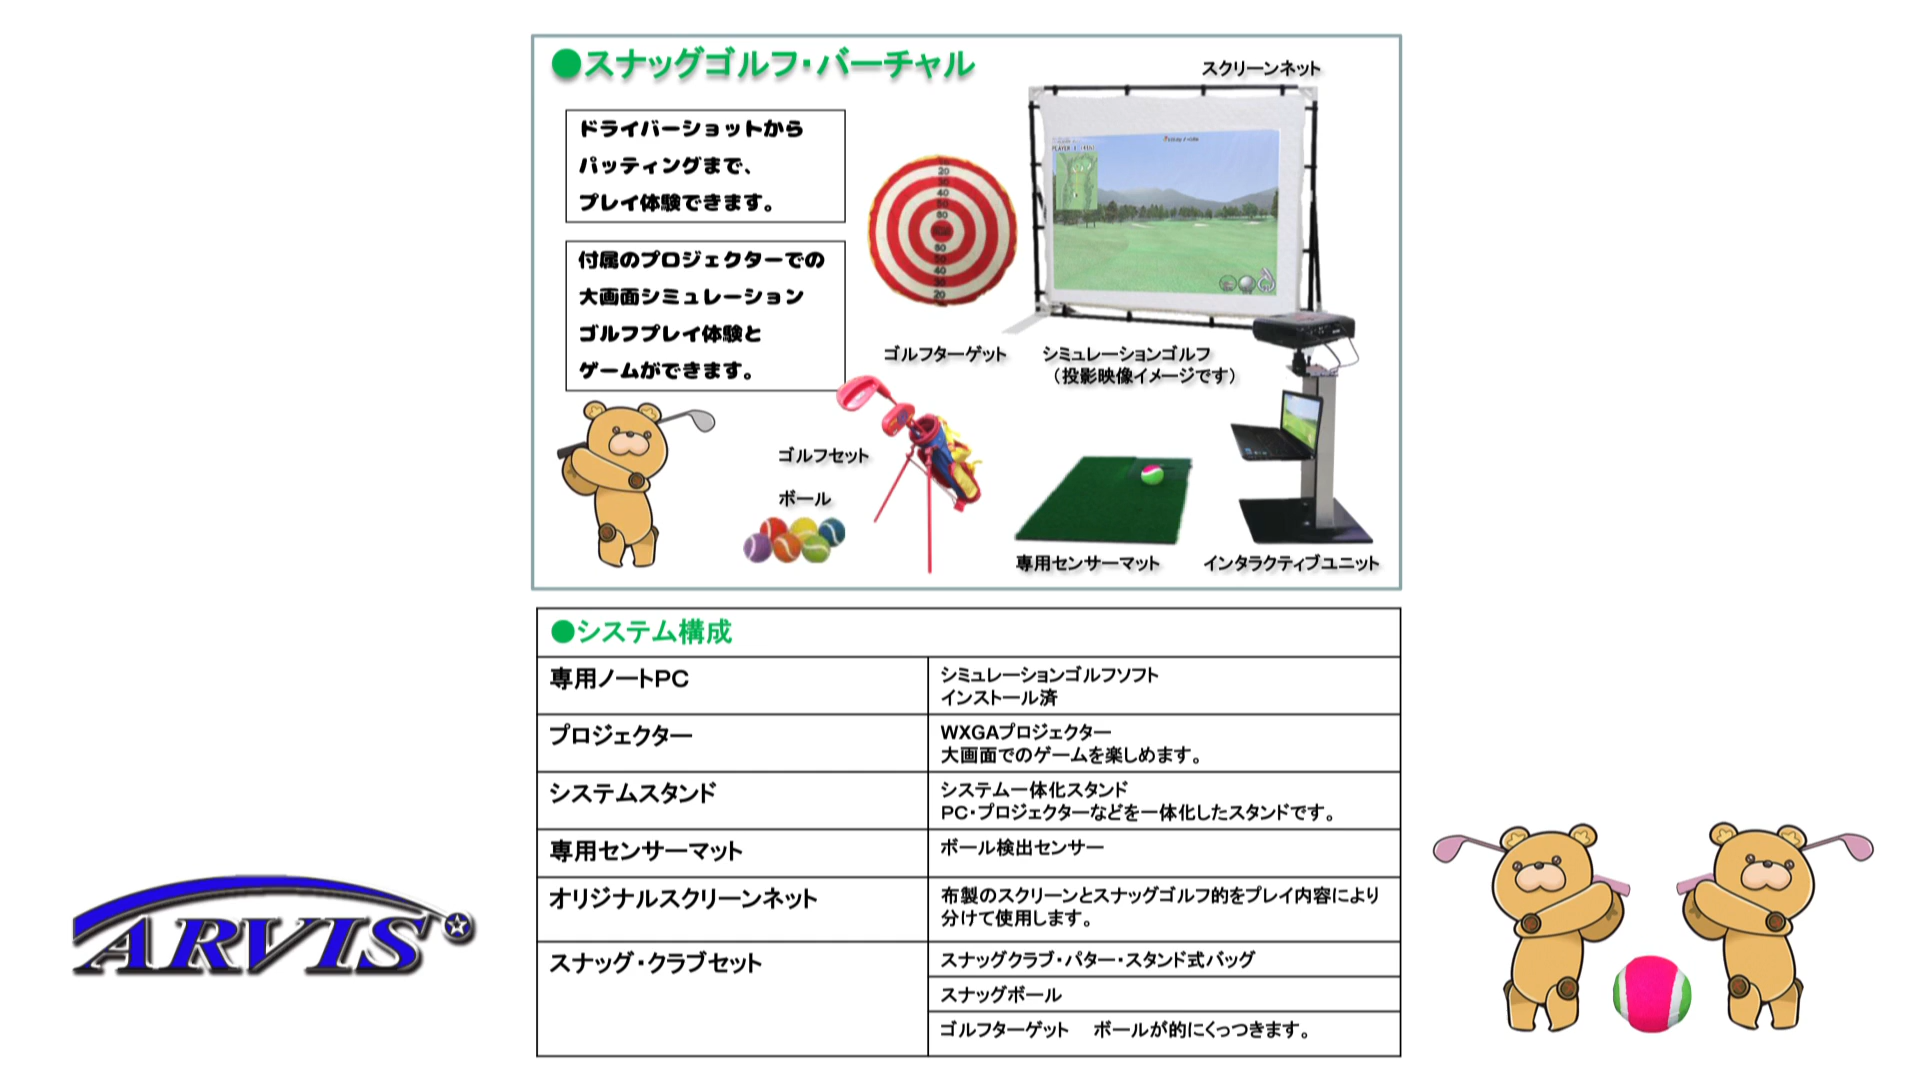 ●スナッグゴルフ・バーチャル
スクリーンネット
ドライバーショットから
パッティングまで、
プレイ体験できます。
付属のプロジェクターでの
大画面シミュレーション
ゴルフプレイ体験と
ゲームができます。
20
40
50
60
60
50
40
20
ゴルフターゲット
シミュレーションゴルフ
（投影映像イメージです）
ゴルフセット
ボール
専用センサーマット
インタラクティブユニット
●システム構成
専用ノートPC
シミュレーションゴルフソフト
インストール済
プロジェクター
WXGAプロジェクター
大画面でのゲームを楽しめます。
システムスタンド
システム一体化スタンド
PC・プロジェクターなどを一体化したスタンドです。
専用センサーマット
ボール検出センサー
オリジナルスクリーンネット
布製のスクリーンとスナッグゴルフ的をプレイ内容により
分けて使用します。
スナッグ・クラブセット
スナッグクラブ・パター・スタンド式バッグ
スナッグボール
ゴルフターゲット　ボールが的にくっつきます。
ARVIS